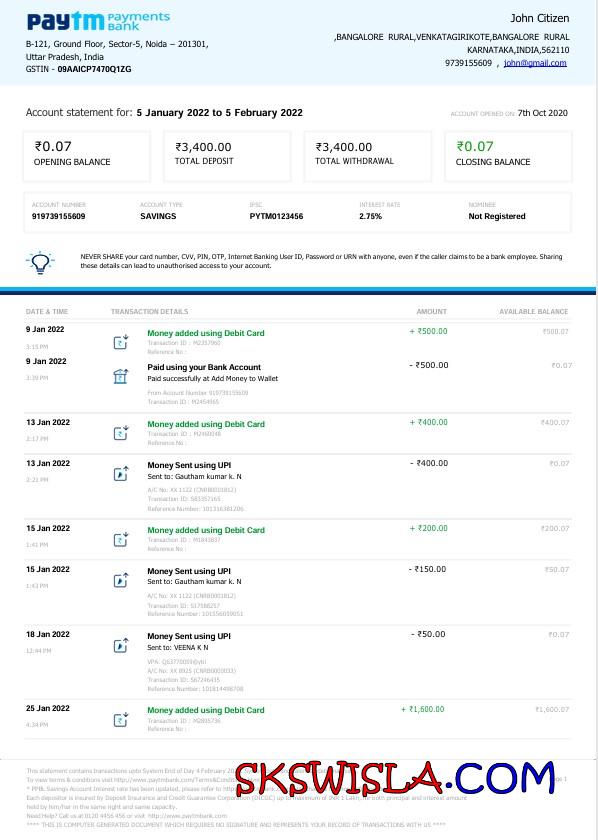 paytm Payments Bank
B-121, Ground Floor, Sector-5, Noida – 201301,
Uttar Pradesh, India
GSTIN - 09AAICP7470Q1ZG
John Citizen
,BANGALORE RURAL,VENKATAGIRIKOTE,BANGALORE RURAL
KARNATAKA,INDIA,562110
9739155609 , john@gmail.com
Account statement for: 5 January 2022 to 5 February 2022
ACCOUNT OPENED ON: 7th Oct 2020
₹0.07 ₹3,400.00 ₹3,400.00 ₹0.07
OPENING BALANCE TOTAL DEPOSIT TOTAL WITHDRAWAL CLOSING BALANCE
ACCOUNT NUMBER ACCOUNT TYPE IFSC INTEREST RATE NOMINEE
919739155609 SAVINGS PYTM0123456 2.75% Not Registered
NEVER SHARE your card number, CVV, PIN, OTP, Internet Banking User ID, Password or URN with anyone, even if the caller claims to be a bank employee. Sharing
these details can lead to unauthorised access to your account.
DATE & TIME TRANSACTION DETAILS AMOUNT AVAILABLE BALANCE
9 Jan 2022 Money added using Debit Card + ₹500.00 ₹500.07
3:15 PM Transaction ID : M2357960
Reference No :
9 Jan 2022 Paid using your Bank Account - ₹500.00 ₹0.07
3:39 PM Paid successfully at Add Money to Wallet
From Account Number 919739155609
Transaction ID : M2454965
13 Jan 2022 Money added using Debit Card + ₹400.00 ₹400.07
2:17 PM Transaction ID : M2460048
Reference No :
13 Jan 2022 Money Sent using UPI - ₹400.00 ₹0.07
2:21 PM Sent to: Gautham kumar k. N
A/C No: XX 1122 (CNRB0001812)
Transaction ID: S83357165
Reference Number: 101316381206
15 Jan 2022 Money added using Debit Card + ₹200.00 ₹200.07
1:41 PM Transaction ID : M1843837
Reference No :
15 Jan 2022 Money Sent using UPI - ₹150.00 ₹50.07
1:43 PM Sent to: Gautham kumar k. N
A/C No: XX 1122 (CNRB0001812)
Transaction ID: S17588257
Reference Number: 101556059051
18 Jan 2022 Money Sent using UPI - ₹50.00 ₹0.07
12:44 PM Sent to: VEENA K N
VPA: Q53770059@ybl
A/C No: XX 8925 (CNRB0000033)
Transaction ID: S67246435
Reference Number: 101814498708
25 Jan 2022 Money added using Debit Card + ₹1,600.00 ₹1,600.07
4:34 PM Transaction ID : M2895736
Reference No :
This statement contains transactions upto System End of Day 4 February
To view terms & conditions visit http://www.paytmbank.com/Terms&Cond
* PPBL Savings Account Interest rate has been updated, please refer to
Page 1
SKSWISLA.COM
Each depositor is insured by Deposit Insurance and Credit Guarantee Corporation (DICGC) up to a maximum of
held by him/her in the same right and same capacity.
Need Help? Call us at 0120 4456 456 or visit http://www.paytmbank.com
**** THIS IS COMPUTER GENERATED DOCUMENT WHICH REQUIRES NO SIGNATURE AND REPRESENTS YOUR RECORD OF TRANSACTIONS WITH US ****